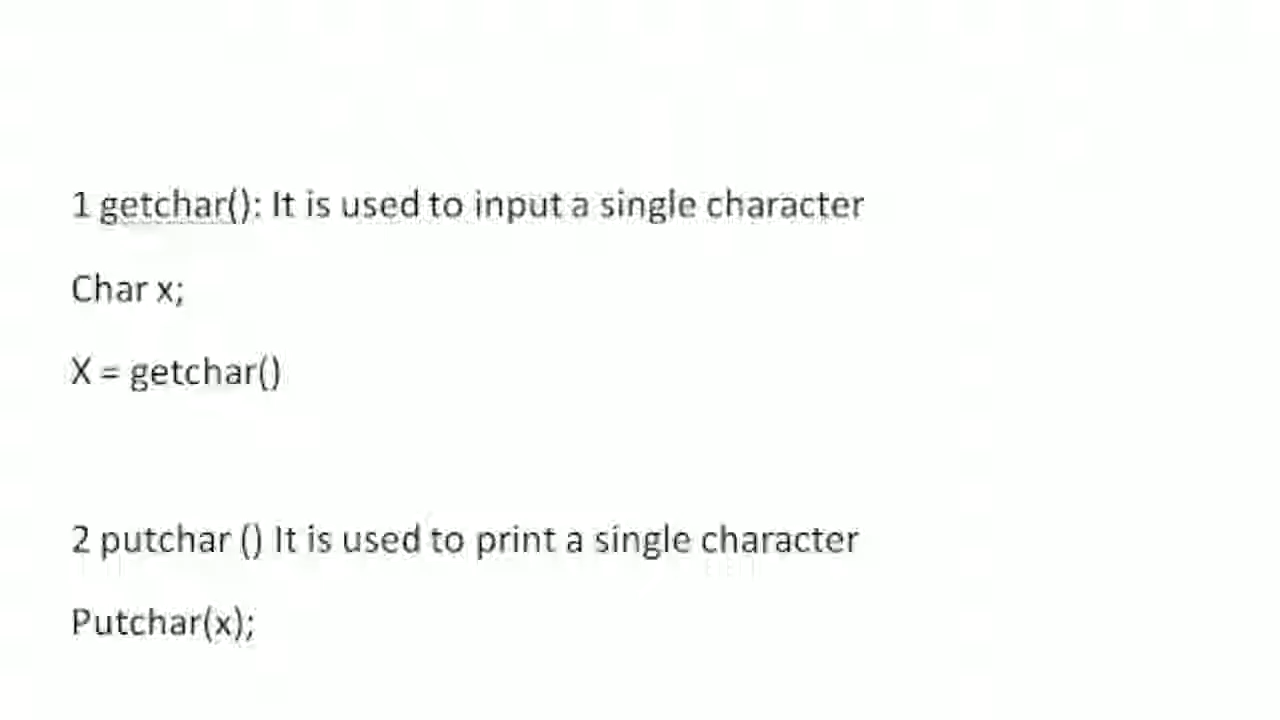 1 getchar(): It is used to input a single character
Char x;
X = getchar()
2 putchar () It is used to print a single character
Putchar(x);